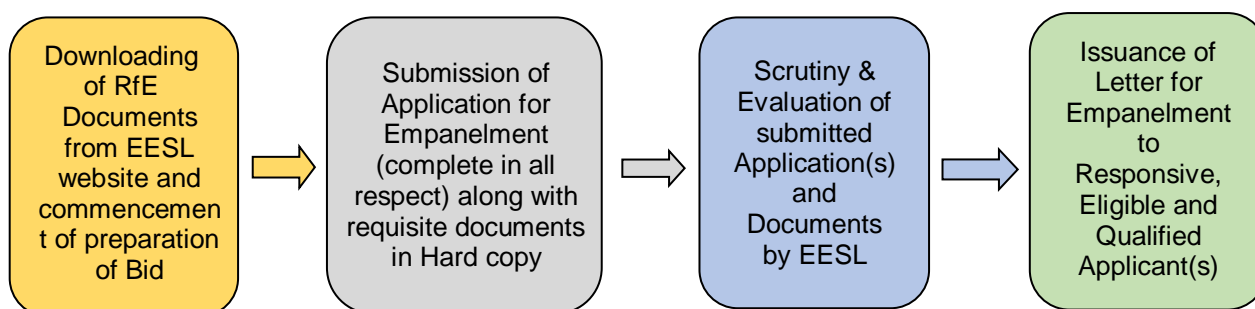 Downloading
of RfE
Documents
from EESL
website and
commencemen
t of preparation
of Bid
Submission of
Application for
Empanelment
(complete in all
respect) along with
requisite documents
in Hard copy
Scrutiny &
Evaluation of
submitted
Application(s)
and
Documents
by EESL
Issuance of
Letter for
Empanelment
to
Responsive,
Eligible and
Qualified
Applicant(s)